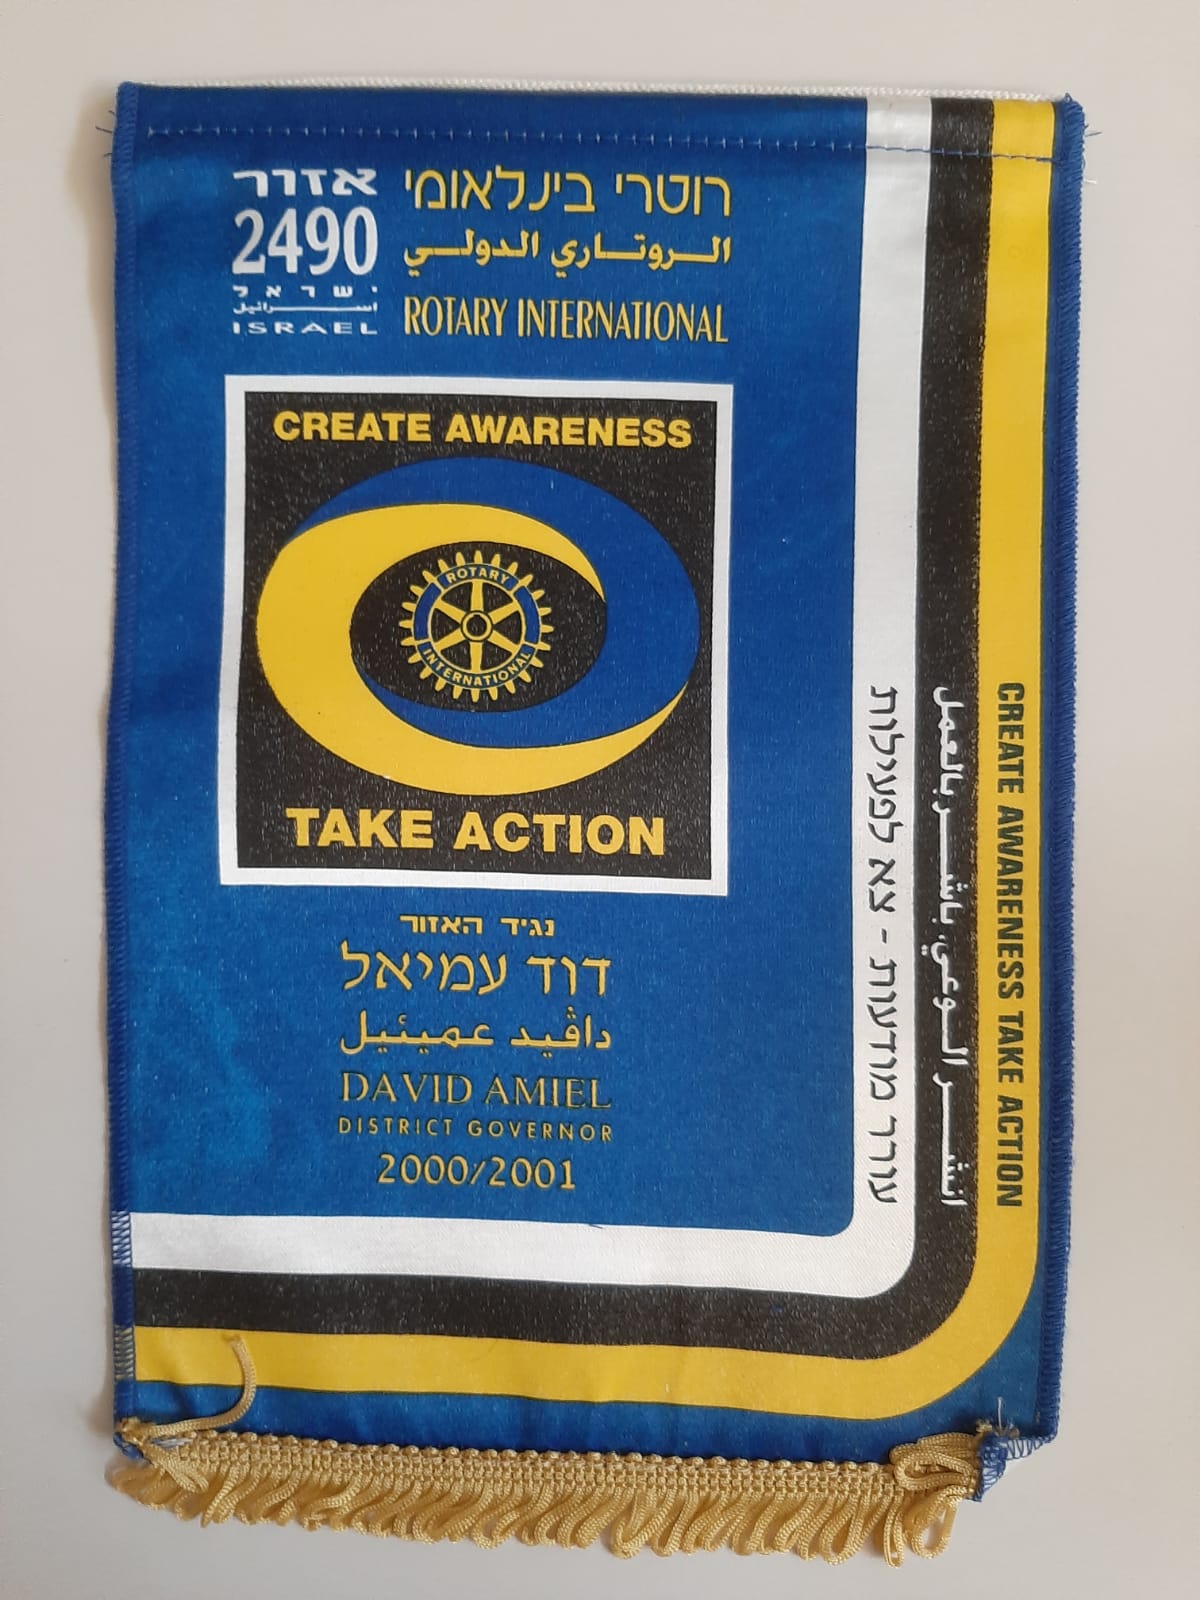 אזור
2490
ישראל
اسرائيل
ISRAEL
רוטרי בינלאומי
الروتاري الدولي
ROTARY INTERNATIONAL
CREATE AWARENESS
ROTARY
INTERNATIONAL
TAKE ACTION
נגיד האזור
דוד עמיאל
داڤيد عميئيل
DAVID AMIEL
DISTRICT GOVERNOR
2000/2001
עורר מודעות - צא לפעילות
انشر الوعي، باشر بالعمل
CREATE AWARENESS TAKE ACTION